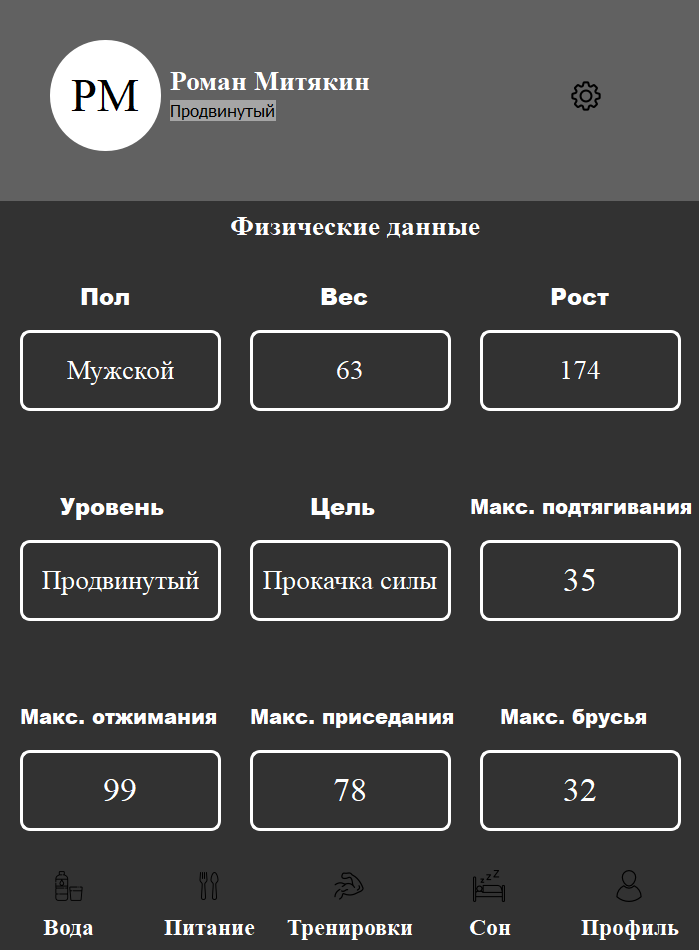 РМ
Роман Митякин
Продвинутый
Физические данные
Пол Вес Рост
Мужской 63 174
Уровень Цель Макс. подтягивания
Продвинутый Прокачка силы 35
Макс. отжимания Макс. приседания Макс. брусья
99 78 32
Вода Питание Тренировки Сон Профиль